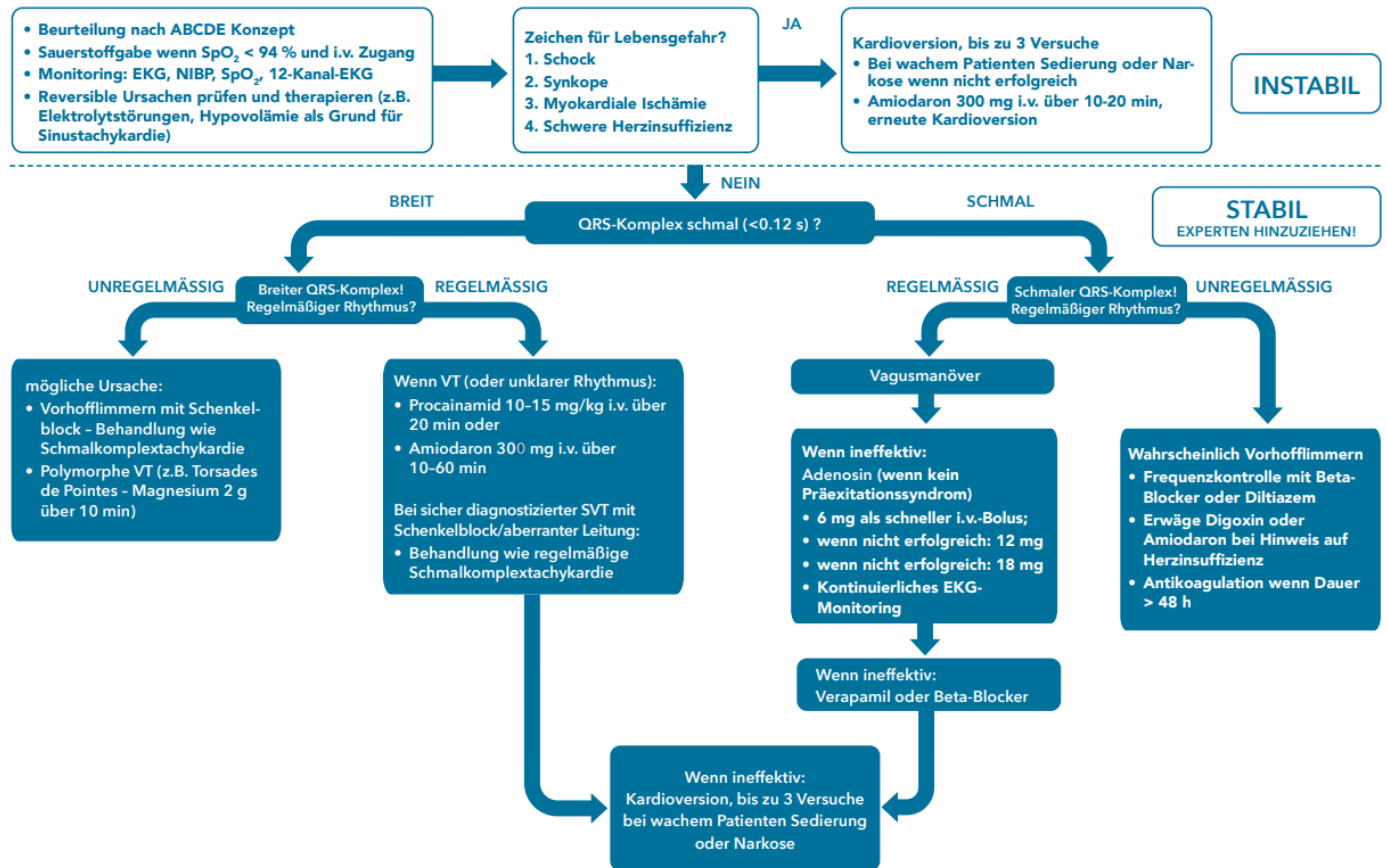 • Beurteilung nach ABCDE Konzept
• Sauerstoffgabe wenn SpO₂ < 94 % und i.v. Zugang
• Monitoring: EKG, NIBP, SpO₂, 12-Kanal-EKG
• Reversible Ursachen prüfen und therapieren (z.B.
Elektrolytstörungen, Hypovolämie als Grund für
Sinustachykardie)
Zeichen für Lebensgefahr?
1. Schock
2. Synkope
3. Myokardiale Ischämie
4. Schwere Herzinsuffizienz
JA
Kardioversion, bis zu 3 Versuche
• Bei wachem Patienten Sedierung oder Nar-
kose wenn nicht erfolgreich
• Amiodaron 300 mg i.v. über 10-20 min,
erneute Kardioversion
INSTABIL
NEIN
BREIT
QRS-Komplex schmal (<0.12 s) ?
SCHMAL
STABIL
EXPERTEN HINZUZIEHEN!
UNREGELMÄSSIG
Breiter QRS-Komplex!
Regelmäßiger Rhythmus?
REGELMÄSSIG
REGELMÄSSIG
Schmaler QRS-Komplex!
Regelmäßiger Rhythmus?
UNREGELMÄSSIG
mögliche Ursache:
• Vorhofflimmern mit Schenkel-
block – Behandlung wie
Schmalkomplextachykardie
• Polymorphe VT (z.B. Torsades
de Pointes – Magnesium 2 g
über 10 min)
Wenn VT (oder unklarer Rhythmus):
• Procainamid 10–15 mg/kg i.v. über
20 min oder
• Amiodaron 300 mg i.v. über
10–60 min
Bei sicher diagnostizierter SVT mit
Schenkelblock/aberranter Leitung:
• Behandlung wie regelmäßige
Schmalkomplextachykardie
Vagusmanöver
Wenn ineffektiv:
Adenosin (wenn kein
Präexitationssyndrom)
• 6 mg als schneller i.v.-Bolus;
• wenn nicht erfolgreich: 12 mg
• wenn nicht erfolgreich: 18 mg
• Kontinuierliches EKG-
Monitoring
Wahrscheinlich Vorhofflimmern
• Frequenzkontrolle mit Beta-
Blocker oder Diltiazem
• Erwäge Digoxin oder
Amiodaron bei Hinweis auf
Herzinsuffizienz
• Antikoagulation wenn Dauer
> 48 h
Wenn ineffektiv:
Verapamil oder Beta-Blocker
Wenn ineffektiv:
Kardioversion, bis zu 3 Versuche
bei wachem Patienten Sedierung
oder Narkose